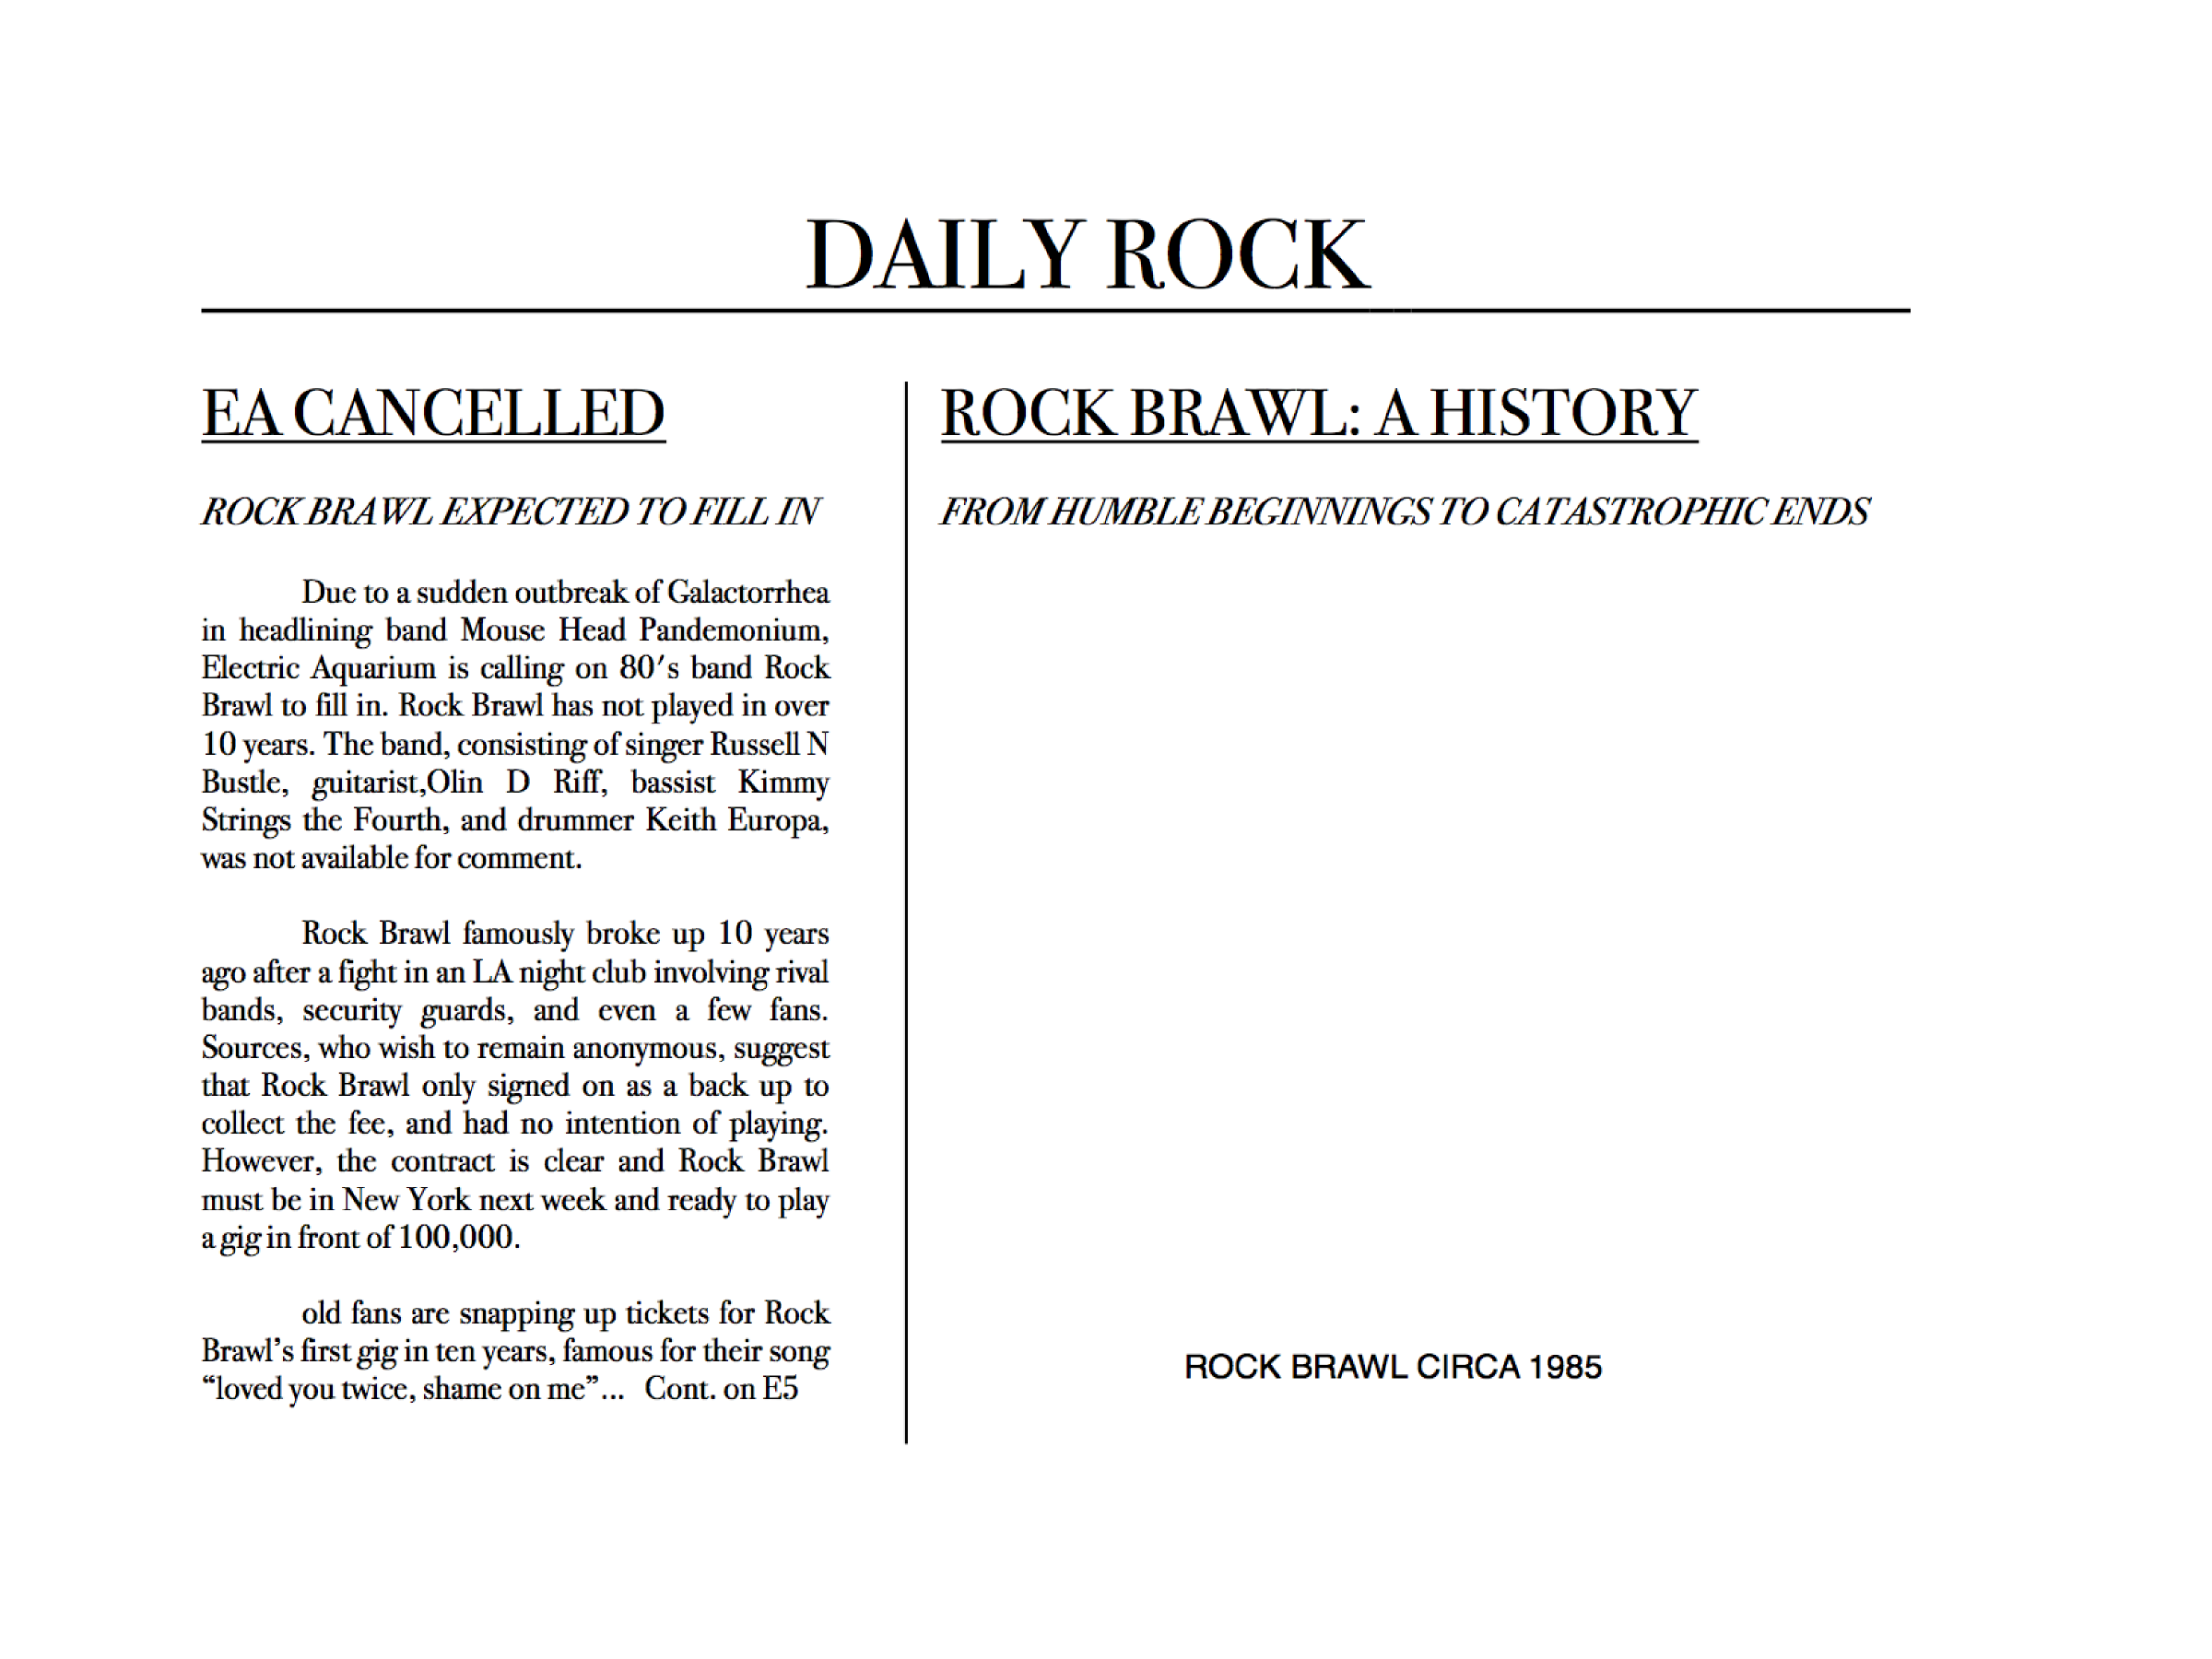 DAILY ROCK
EA CANCELLED
ROCK BRAWL EXPECTED TO FILL IN
Due to a sudden outbreak of Galactorrhea
in headlining band Mouse Head Pandemonium,
Electric Aquarium is calling on 80′s band Rock
Brawl to fill in. Rock Brawl has not played in over
10 years. The band, consisting of singer Russell N
Bustle, guitarist,Olin D Riff, bassist Kimmy
Strings the Fourth, and drummer Keith Europa,
was not available for comment.
Rock Brawl famously broke up 10 years
ago after a fight in an LA night club involving rival
bands, security guards, and even a few fans.
Sources, who wish to remain anonymous, suggest
that Rock Brawl only signed on as a back up to
collect the fee, and had no intention of playing.
However, the contract is clear and Rock Brawl
must be in New York next week and ready to play
a gig in front of 100,000.
old fans are snapping up tickets for Rock
Brawl’s first gig in ten years, famous for their song
“loved you twice, shame on me”... Cont. on E5
ROCK BRAWL: A HISTORY
FROM HUMBLE BEGINNINGS TO CATASTROPHIC ENDS
ROCK BRAWL CIRCA 1985